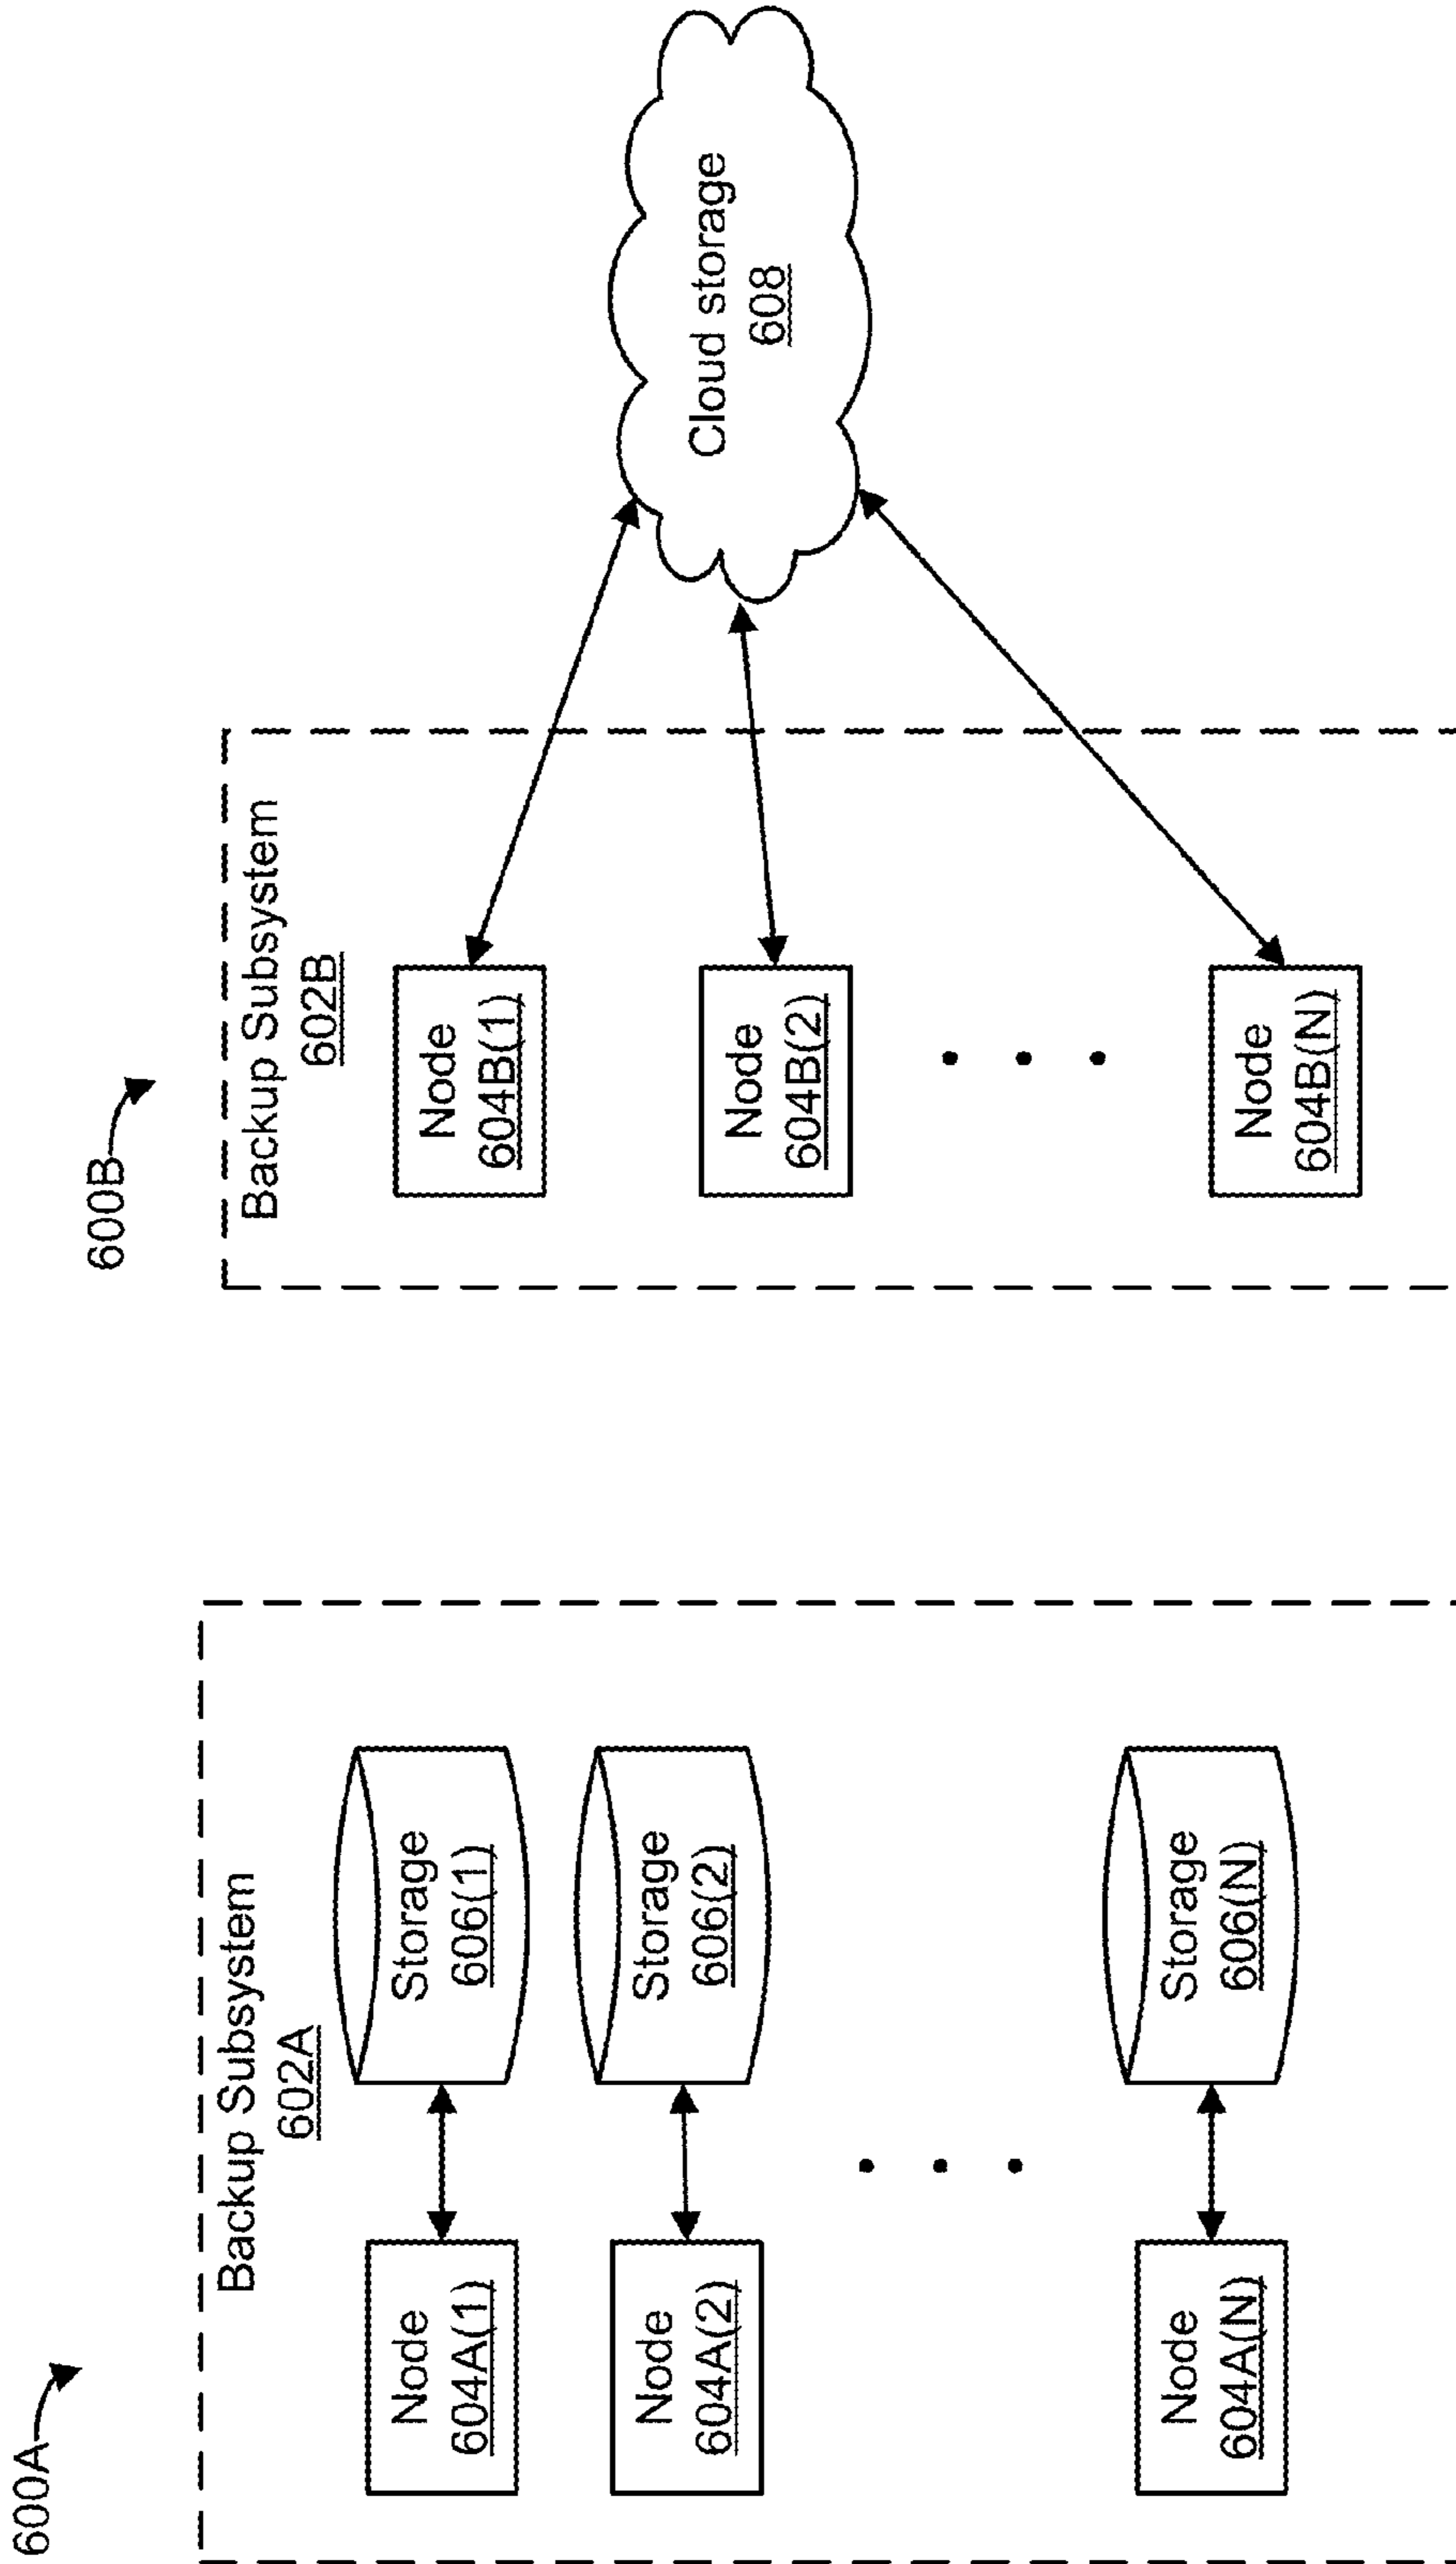 600A
Backup Subsystem
602A
Node
604A(1)
Storage
606(1)
Node
604A(2)
Storage
606(2)
Node
604A(N)
Storage
606(N)
600B
Backup Subsystem
602B
Node
604B(1)
Node
604B(2)
Node
604B(N)
Cloud storage
608